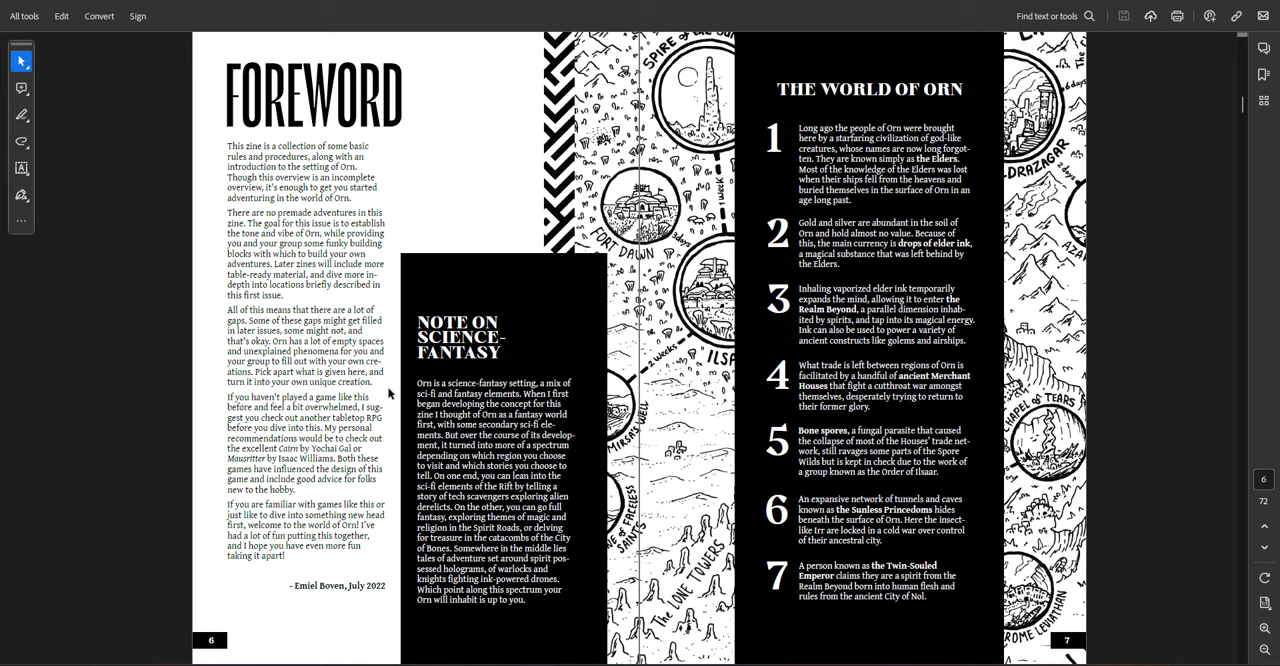 All tools
Edit
Convert
Sign
Find text or tools
FOREWORD
This zine is a collection of some basic
rules and procedures, along with an
introduction to the setting of Orn.
Though this overview is an incomplete
overview, it's enough to get you started
adventuring in the world of Orn.
There are no premade adventures in this
zine. The goal for this issue is to establish
the tone and vibe of Orn, while providing
you and your group some funky building
blocks with which to build your own
adventures. Later zines will include more
table-ready material, and dive more in-
depth into locations briefly described in
this first issue.
All of this means that there are a lot of
gaps. Some of these gaps might get filled
in later issues, some might not, and
that's okay. Orn has a lot of empty spaces
and unexplained phenomena for you and
your group to fill out with your own cre-
ations. Pick apart what is given here, and
turn it into your own unique creation.
If you haven't played a game like this
before and feel a bit overwhelmed, I sug-
gest you check out another tabletop RPG
before you dive into this. My personal
recommendations would be to check out
the excellent Cairn by Yochai Gal or
Mausritter by Isaac Williams. Both these
games have influenced the design of this
game and include good advice for folks
new to the hobby.
If you are familiar with games like this or
just like to dive into something new head
first, welcome to the world of Orn! I've
had a lot of fun putting this together,
and I hope you have even more fun
taking it apart!
- Emiel Boven, July 2022
6
NOTE ON
SCIENCE-
FANTASY
Orn is a science-fantasy setting, a mix of
sci-fi and fantasy elements. When I first
began developing the concept for this
zine I thought of Orn as a fantasy world
first, with some secondary sci-fi ele-
ments. But over the course of its develop-
ment, it turned into more of a spectrum
depending on which region you choose
to visit and which stories you choose to
tell. On one end, you can lean into the
sci-fi elements of the Rift by telling a
story of tech scavengers exploring alien
derelicts. On the other, you can go full
fantasy, exploring themes of magic and
religion in the Spirit Roads, or delving
for treasure in the catacombs of the City
of Bones. Somewhere in the middle lies
tales of adventure set around spirit pos-
sessed holograms, of warlocks and
knights fighting ink-powered drones.
Which point along this spectrum your
Orn will inhabit is up to you.
SPIRE of the
1 WEEK
FORT DAWN
3 days
ILSA
2 weeks
MIRSAS WELL
OF FACELESS
SAINTS
The LONE TOWERS
THE WORLD OF ORN
1
Long ago the people of Orn were brought
here by a starfaring civilization of god-like
creatures, whose names are now long forgot-
ten. They are known simply as the Elders.
Most of the knowledge of the Elders was lost
when their ships fell from the heavens and
buried themselves in the surface of Orn in an
age long past.
2
Gold and silver are abundant in the soil of
Orn and hold almost no value. Because of
this, the main currency is drops of elder ink,
a magical substance that was left behind by
the Elders.
3
Inhaling vaporized elder ink temporarily
expands the mind, allowing it to enter the
Realm Beyond, a parallel dimension inhab-
ited by spirits, and tap into its magical energy.
Ink can also be used to power a variety of
ancient constructs like golems and airships.
4
What trade is left between regions of Orn is
facilitated by a handful of ancient Merchant
Houses that fight a cutthroat war amongst
themselves, desperately trying to return to
their former glory.
5
Bone spores, a fungal parasite that caused
the collapse of most of the Houses' trade net-
work, still ravages some parts of the Spore
Wilds but is kept in check due to the work of
a group known as the Order of Ilsaar.
6
An expansive network of tunnels and caves
known as the Sunless Princedoms hides
beneath the surface of Orn. Here the insect-
like Irr are locked in a cold war over control
of their ancestral city.
7
A person known as the Twin-Souled
Emperor claims they are a spirit from the
Realm Beyond born into human flesh and
rules from the ancient City of Nol.
The
6 days
DRAZAGAR
AZA
CHAPEL of TEARS
ROME LEVIATHAN
7
6
72